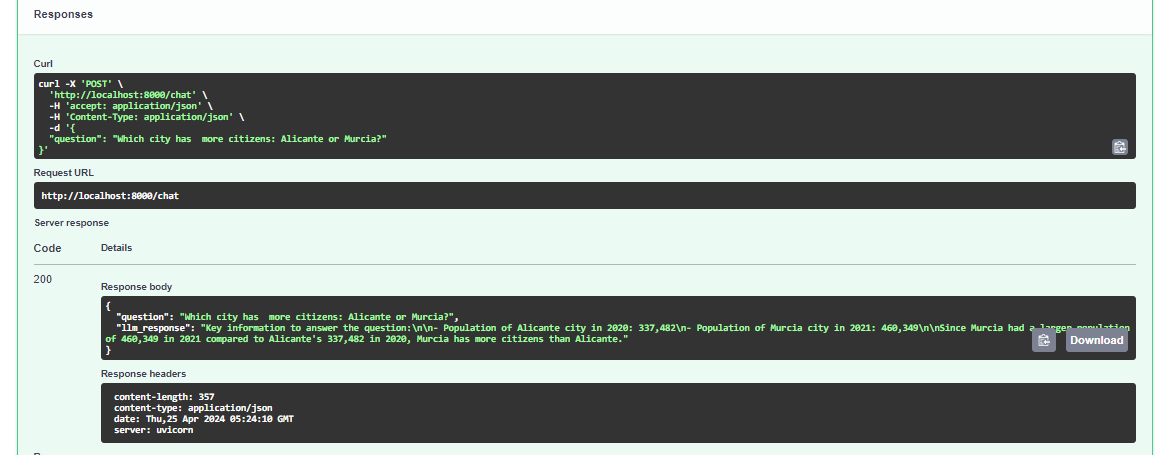 Responses
Curl
curl -X 'POST' \
  'http://localhost:8000/chat' \
  -H 'accept: application/json' \
  -H 'Content-Type: application/json' \
  -d '{
  "question": "Which city has  more citizens: Alicante or Murcia?"
}'
Request URL
http://localhost:8000/chat
Server response
Code Details
200
Response body
{
  "question": "Which city has  more citizens: Alicante or Murcia?",
  "llm_response": "Key information to answer the question:\n\n- Population of Alicante city in 2020: 337,482\n- Population of Murcia city in 2021: 460,349\n\nSince Murcia had a larger population
of 460,349 in 2021 compared to Alicante's 337,482 in 2020, Murcia has more citizens than Alicante."
}
Download
Response headers
content-length: 357
content-type: application/json
date: Thu,25 Apr 2024 05:24:10 GMT
server: uvicorn